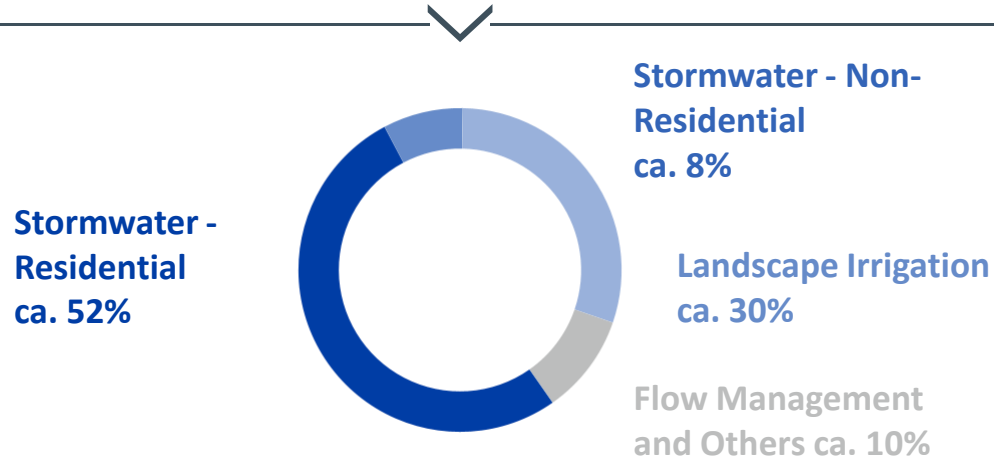 Stormwater - Non-
Residential
ca. 8%
Stormwater -
Residential
ca. 52%
Landscape Irrigation
ca. 30%
Flow Management
and Others ca. 10%